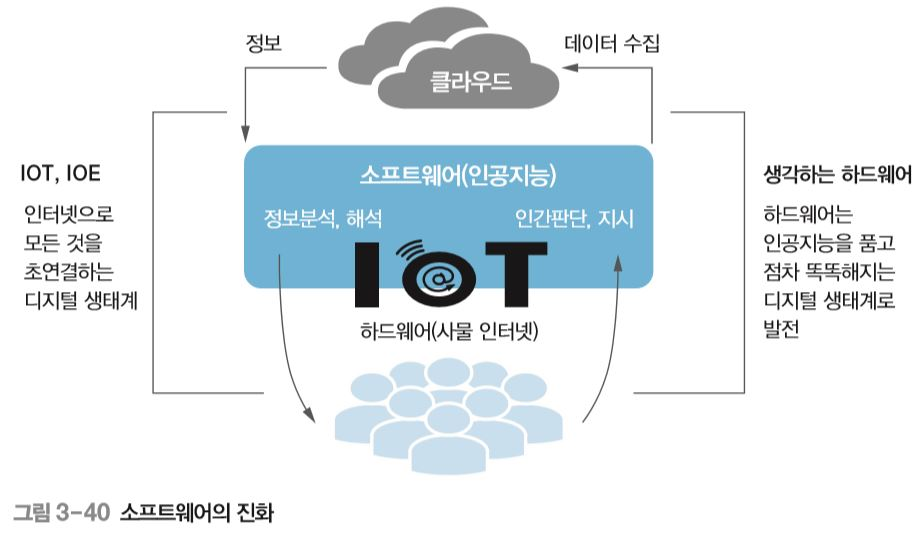 정보
데이터 수집
클라우드
IOT, IOE
인터넷으로
모든 것을
초연결하는
디지털 생태계
소프트웨어(인공지능)
정보분석, 해석
인간판단, 지시
IoT
하드웨어(사물 인터넷)
생각하는 하드웨어
하드웨어는
인공지능을 품고
점차 똑똑해지는
디지털 생태계로
발전
그림 3-40 소프트웨어의 진화